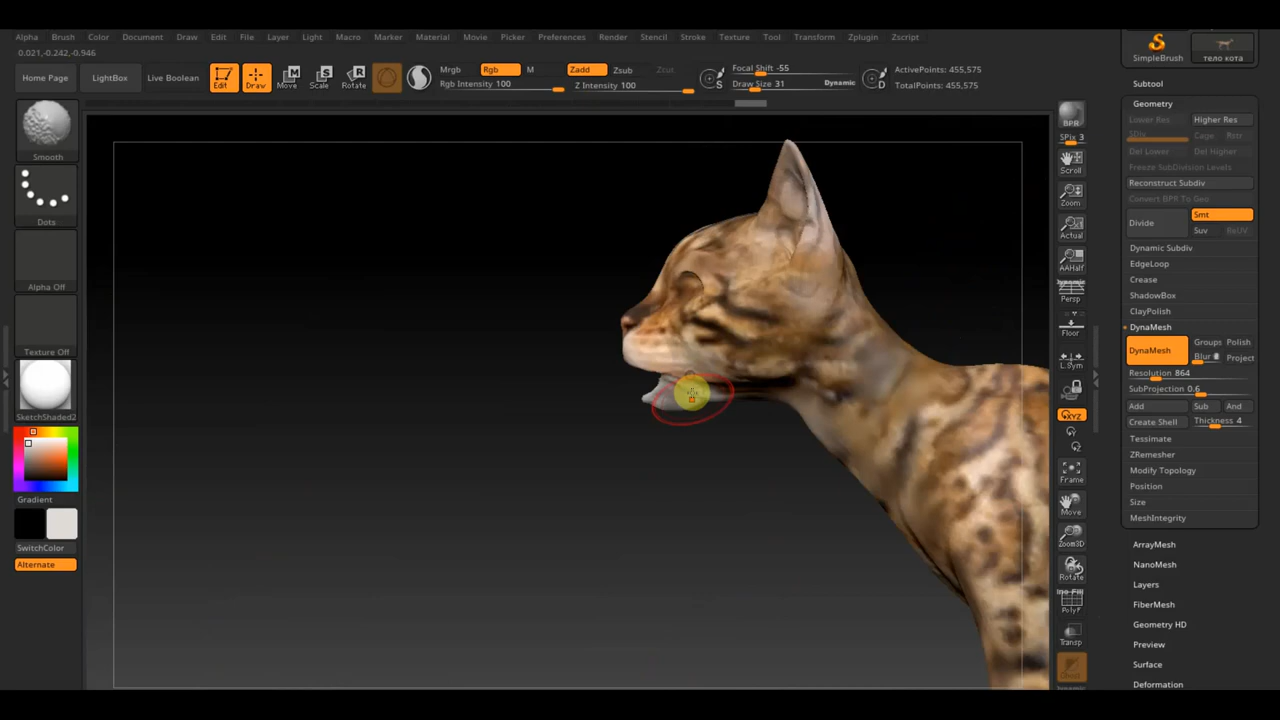 Alpha Brush Color Document Draw Edit File Layer Light Macro Marker Material Movie Picker Preferences Render Stencil Stroke Texture Tool Transform Zplugin Zscript
0.021,-0.242,-0.946
Home Page LightBox Live Boolean Edit Draw Move Scale Rotate
Mrgb Rgb M Zadd Zsub Zcut
Rgb Intensity 100 Z Intensity 100
Focal Shift -55
Draw Size 31 Dynamic
ActivePoints: 455,575
TotalPoints: 455,575
SimpleBrush тело кота
Smooth
Dots
Alpha Off
Texture Off
SketchShaded2
Gradient
SwitchColor
Alternate
BPR
SPix 3
Scroll
Zoom
Actual
AAHalf
Dynamic
Persp
Floor
L.Sym
XYZ
Y
Z
Frame
Move
Zoom3D
Rotate
PolyF
Transp
Subtool
Geometry
Lower Res Higher Res
SDiv Cage Rstr
Del Lower Del Higher
Freeze SubDivision Levels
Reconstruct Subdiv
Convert BPR To Geo
Divide Smt
Suv ReUV
Dynamic Subdiv
EdgeLoop
Crease
ShadowBox
ClayPolish
DynaMesh
DynaMesh Groups Polish
Blur Project
Resolution 864
SubProjection 0.6
Add Sub And
Create Shell Thickness 4
Tessimate
ZRemesher
Modify Topology
Position
Size
MeshIntegrity
ArrayMesh
NanoMesh
Layers
FiberMesh
Geometry HD
Preview
Surface
Deformation